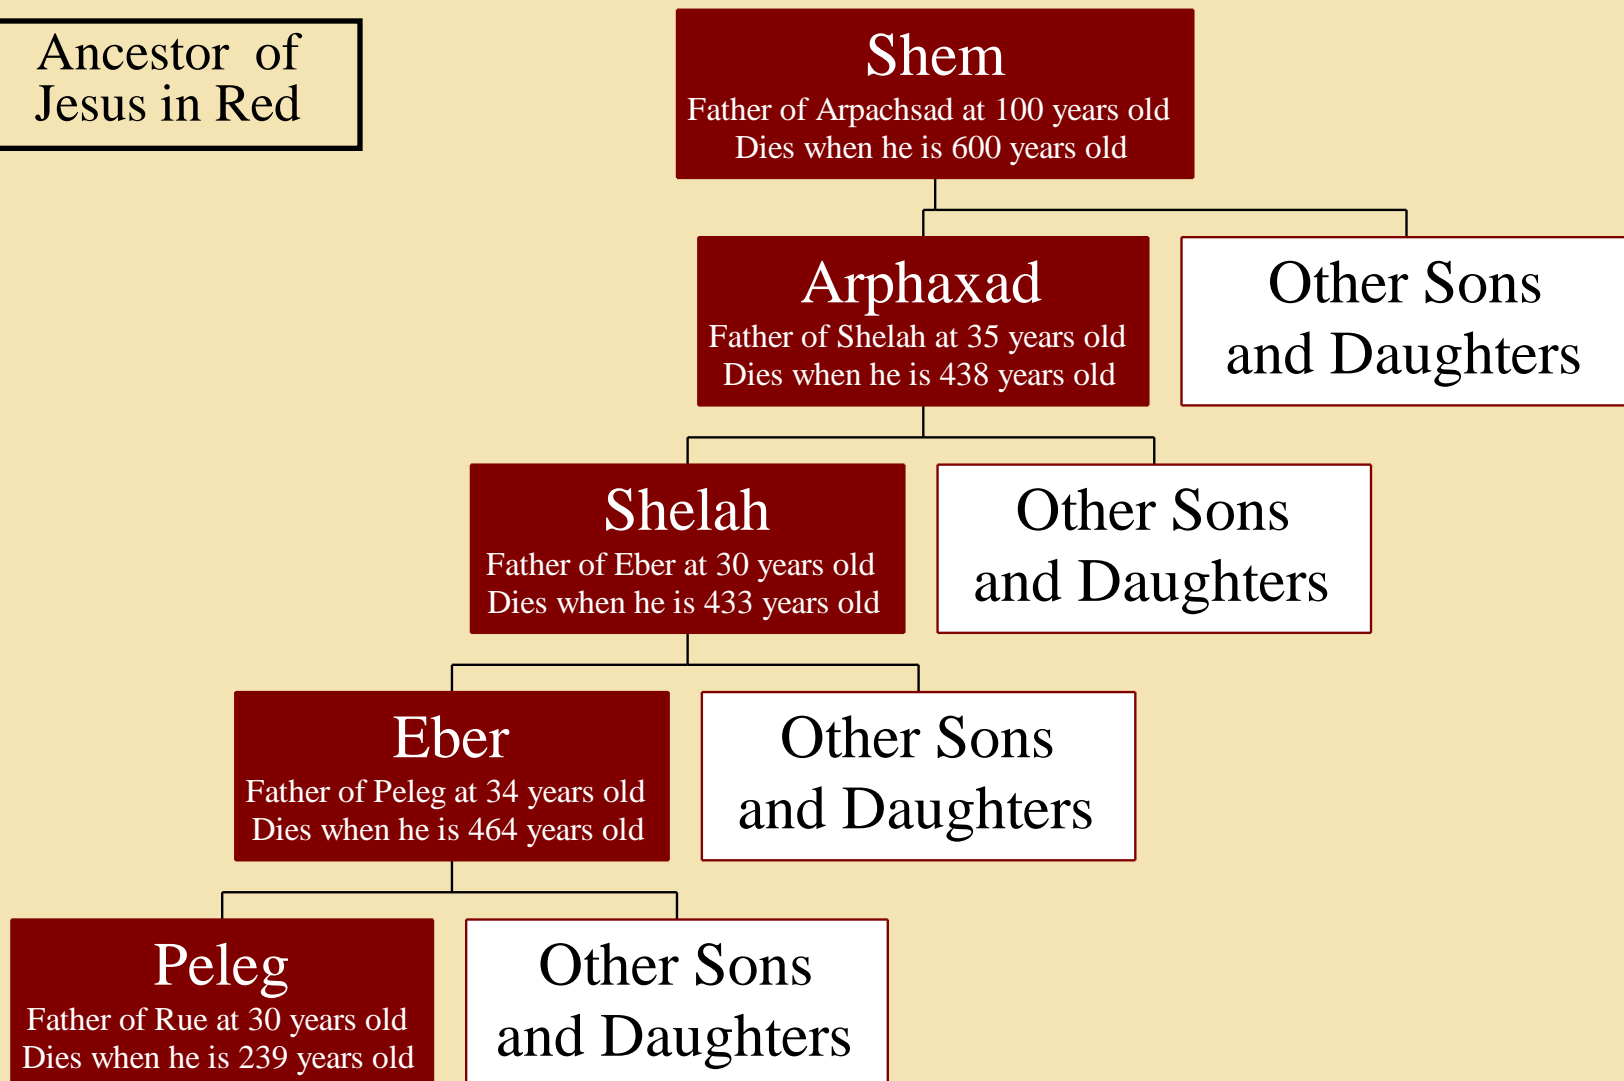 Ancestor of
Jesus in Red
Shem
Father of Arpachsad at 100 years old
Dies when he is 600 years old
Arphaxad
Father of Shelah at 35 years old
Dies when he is 438 years old
Other Sons
and Daughters
Shelah
Father of Eber at 30 years old
Dies when he is 433 years old
Other Sons
and Daughters
Eber
Father of Peleg at 34 years old
Dies when he is 464 years old
Other Sons
and Daughters
Peleg
Father of Rue at 30 years old
Dies when he is 239 years old
Other Sons
and Daughters